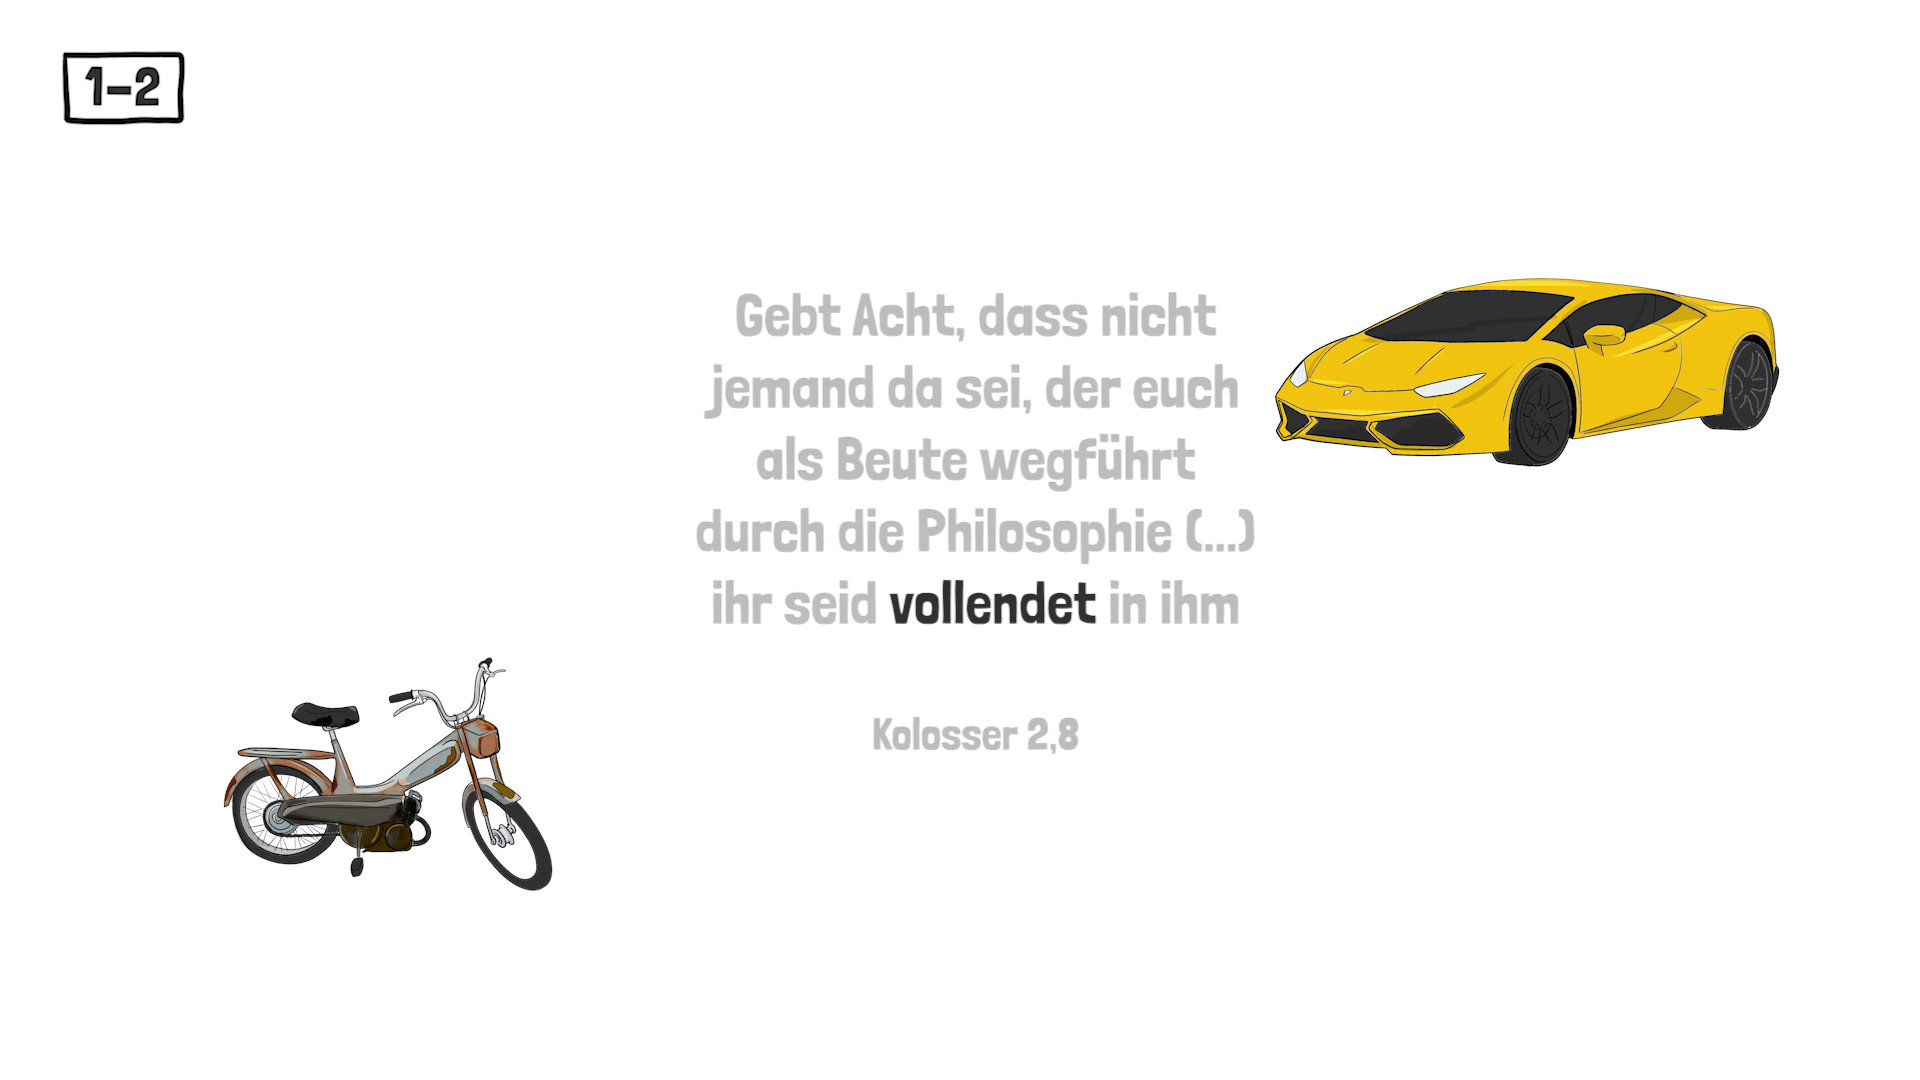 1-2
Gebt Acht, dass nicht
jemand da sei, der euch
als Beute wegführt
durch die Philosophie (...)
ihr seid vollendet in ihm
Kolosser 2,8